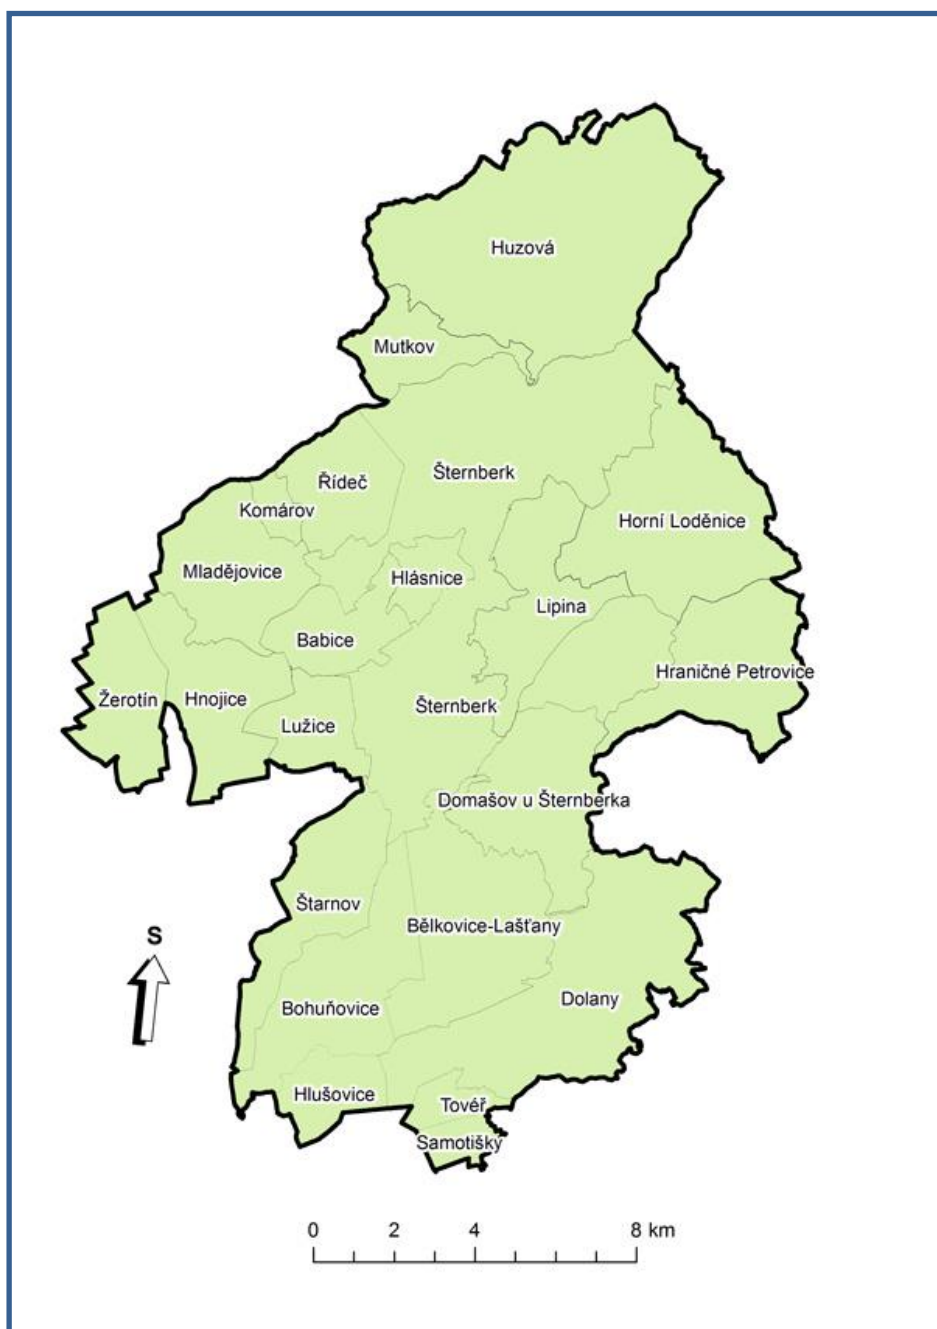 Huzová
Mutkov
Šternberk
Řídeč
Komárov
Horní Loděnice
Mladějovice
Hlásnice
Lipina
Babice
Hraničné Petrovice
Žerotín
Hnojice
Šternberk
Lužice
Domašov u Šternberka
Štarnov
Bělkovice-Lašťany
S
Dolany
Bohuňovice
Hlušovice
Tovéř
Samotišky
0 2 4 8 km